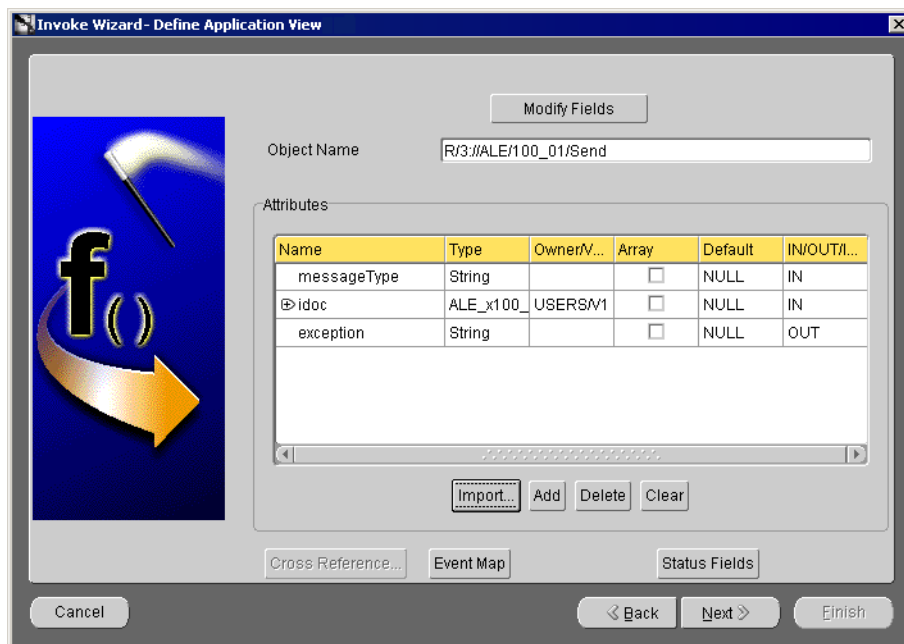 Invoke Wizard- Define Application View
Modify Fields
Object Name R/3://ALE/100_01/Send
Attributes
Name Type Owner/V... Array Default IN/OUT/I...
messageType String NULL IN
idoc ALE_x100_ USERS/V1 NULL IN
exception String NULL OUT
f()
Import... Add Delete Clear
Cross Reference... Event Map Status Fields
Cancel Back Next Finish